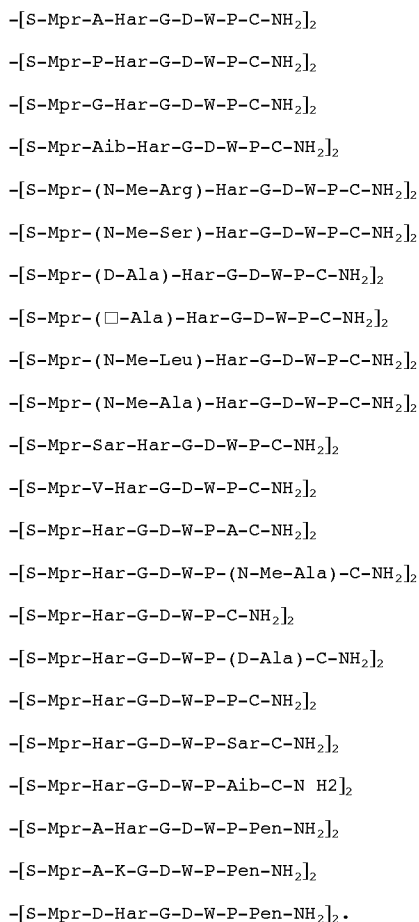 -[S-Mpr-A-Har-G-D-W-P-C-NH₂]₂
-[S-Mpr-P-Har-G-D-W-P-C-NH₂]₂
-[S-Mpr-G-Har-G-D-W-P-C-NH₂]₂
-[S-Mpr-Aib-Har-G-D-W-P-C-NH₂]₂
-[S-Mpr-(N-Me-Arg)-Har-G-D-W-P-C-NH₂]₂
-[S-Mpr-(N-Me-Ser)-Har-G-D-W-P-C-NH₂]₂
-[S-Mpr-(D-Ala)-Har-G-D-W-P-C-NH₂]₂
-[S-Mpr-(□-Ala)-Har-G-D-W-P-C-NH₂]₂
-[S-Mpr-(N-Me-Leu)-Har-G-D-W-P-C-NH₂]₂
-[S-Mpr-(N-Me-Ala)-Har-G-D-W-P-C-NH₂]₂
-[S-Mpr-Sar-Har-G-D-W-P-C-NH₂]₂
-[S-Mpr-V-Har-G-D-W-P-C-NH₂]₂
-[S-Mpr-Har-G-D-W-P-A-C-NH₂]₂
-[S-Mpr-Har-G-D-W-P-(N-Me-Ala)-C-NH₂]₂
-[S-Mpr-Har-G-D-W-P-C-NH₂]₂
-[S-Mpr-Har-G-D-W-P-(D-Ala)-C-NH₂]₂
-[S-Mpr-Har-G-D-W-P-P-C-NH₂]₂
-[S-Mpr-Har-G-D-W-P-Sar-C-NH₂]₂
-[S-Mpr-Har-G-D-W-P-Aib-C-N H2]₂
-[S-Mpr-A-Har-G-D-W-P-Pen-NH₂]₂
-[S-Mpr-A-K-G-D-W-P-Pen-NH₂]₂
-[S-Mpr-D-Har-G-D-W-P-Pen-NH₂]₂.